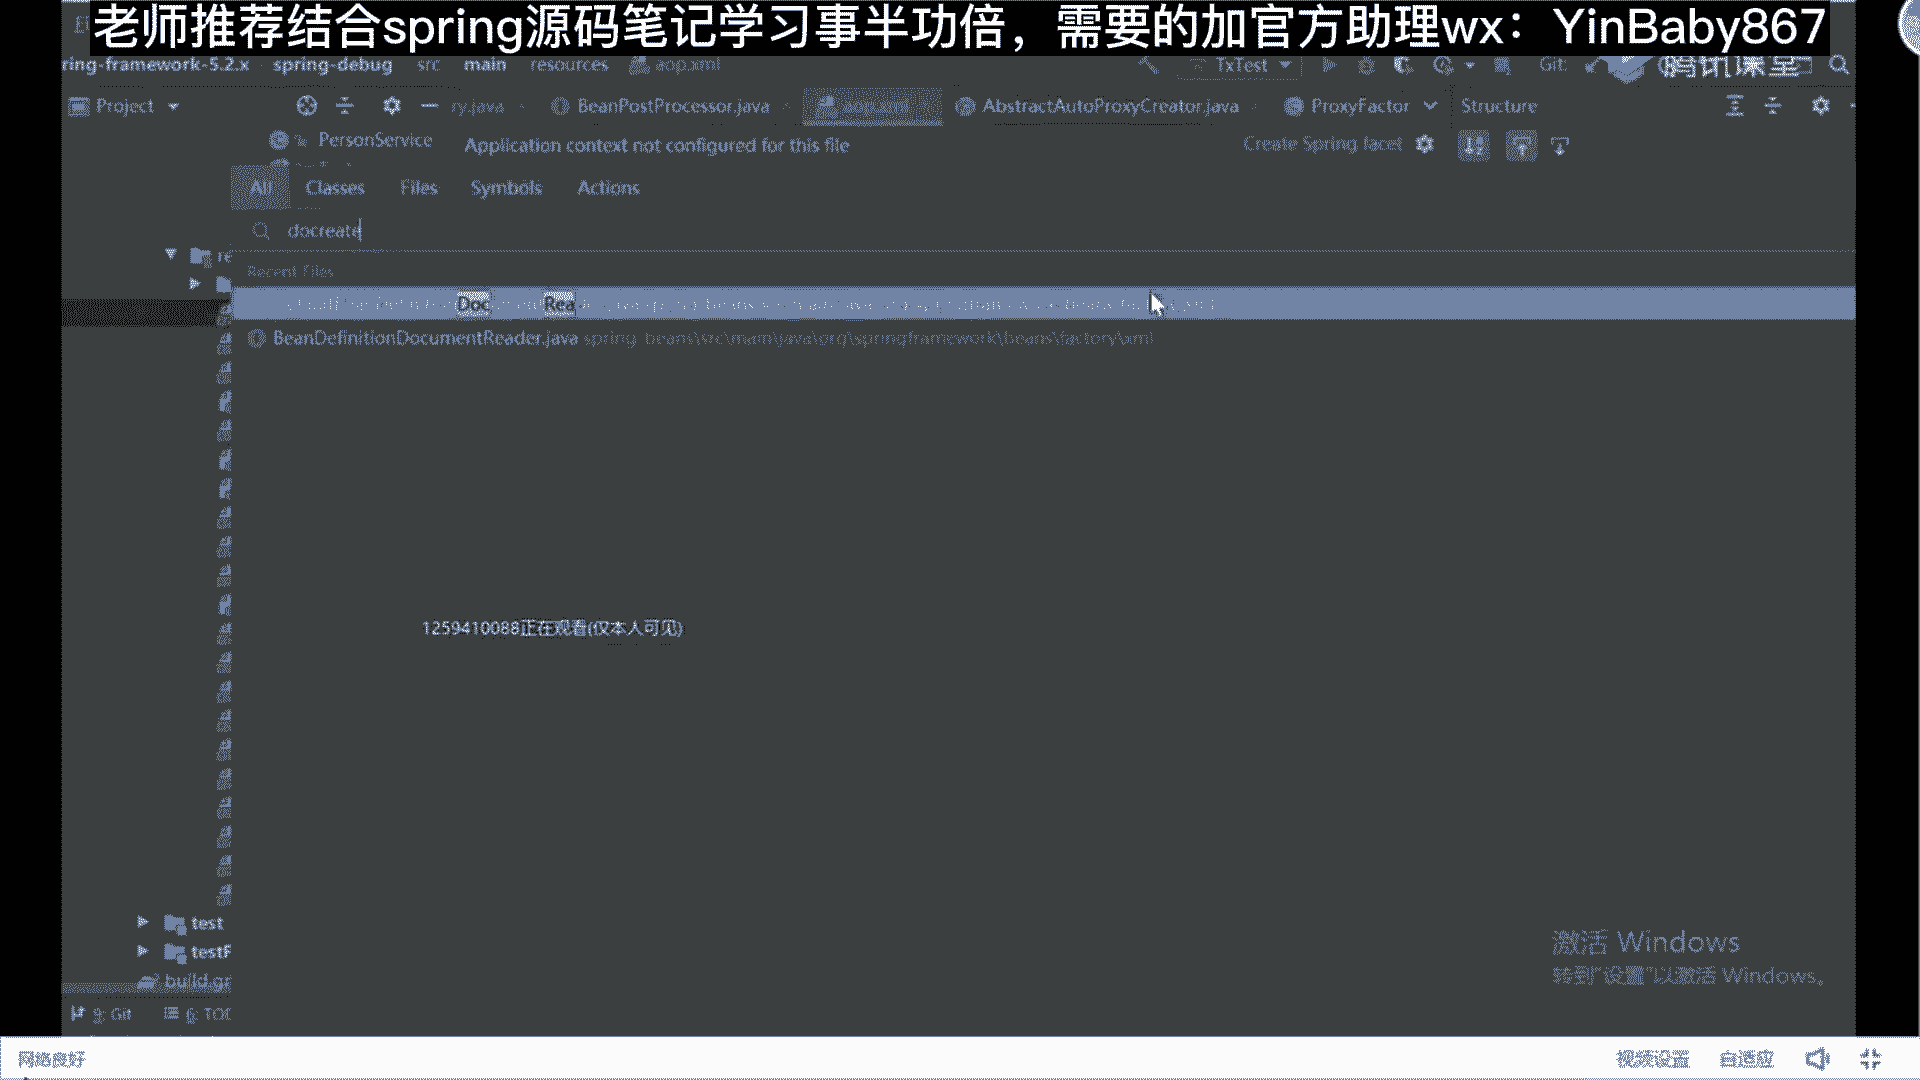 老师推荐结合spring源码笔记学习事半功倍，需要的加官方助理wx：YinBaby867
ring-framework-5.2.x spring-debug src main resources aop.xml TxTest Git: 腾讯课堂
Project ry.java BeanPostProcessor.java aop.xml AbstractAutoProxyCreator.java ProxyFactor Structure
PersonService Application context not configured for this file Create Spring facet
All Classes Files Symbols Actions
docreate
re
Recent Files
Doc Rea
BeanDefinitionDocumentReader.java spring-beans\src\main\java\org\springframework\beans\factory\xml
1259410088正在观看(仅本人可见)
test
激活 Windows
testF
转到"设置"以激活 Windows。
build.gr
9: Git 6: TOD
网络良好 视频设置 自适应